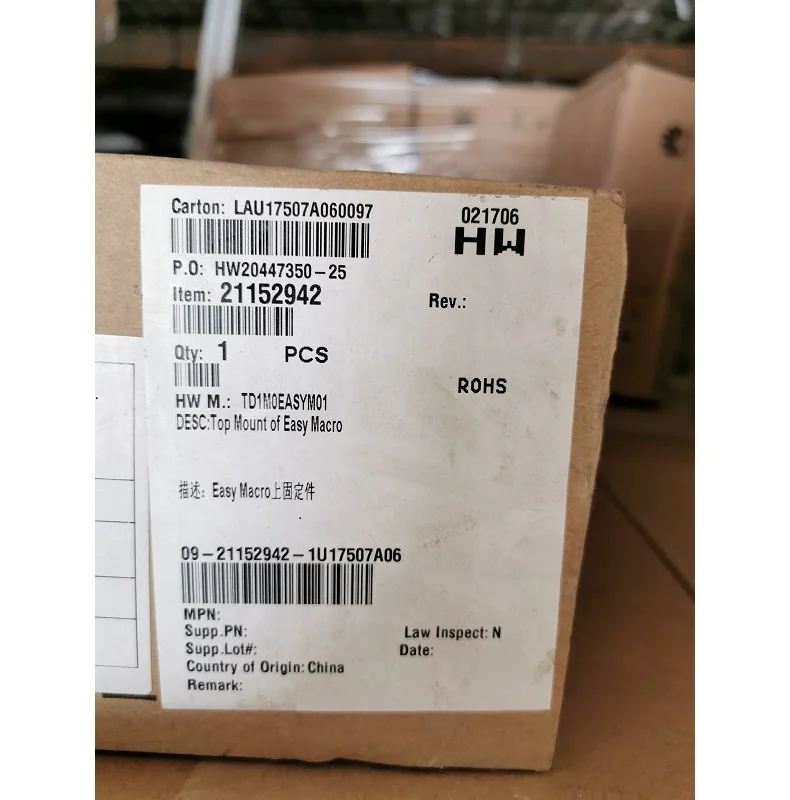 Carton: LAU17507A060097
021706
HW
P.O: HW20447350-25
Item: 21152942
Rev.:
Qty: 1 PCS
ROHS
HW M.: TD1M0EASYM01
DESC:Top Mount of Easy Macro
描述: Easy Macro上固定件
09-21152942-1U17507A06
MPN:
Supp.PN:
Law Inspect: N
Supp.Lot#:
Date:
Country of Origin: China
Remark: